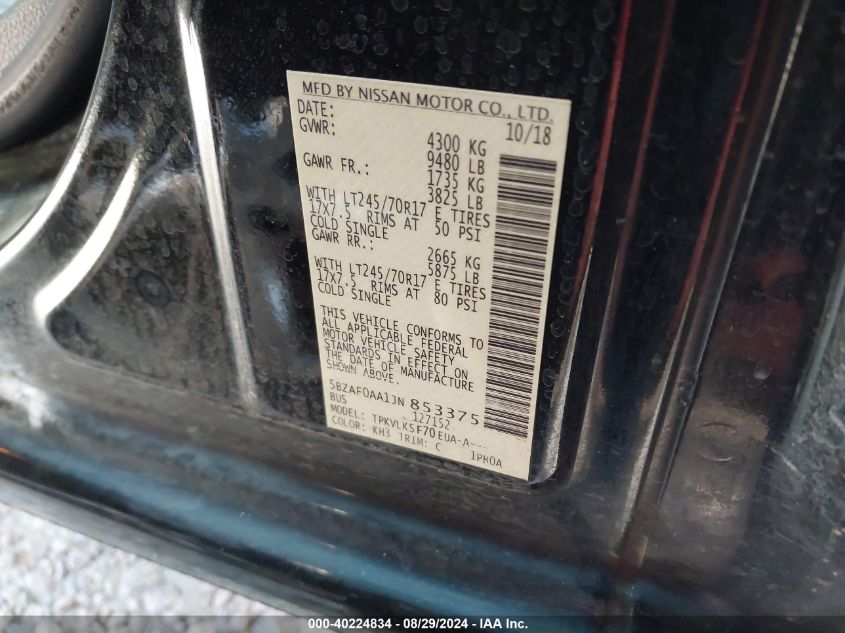 MFD BY NISSAN MOTOR CO., LTD.
DATE: 10/18
GVWR: 4300 KG
9480 LB
GAWR FR.: 1735 KG
3825 LB
WITH LT245/70R17 E TIRES
17X7.5 RIMS AT 50 PSI
COLD SINGLE
GAWR RR.: 2665 KG
5875 LB
WITH LT245/70R17 E TIRES
17X7.5 RIMS AT 80 PSI
COLD SINGLE
THIS VEHICLE CONFORMS TO
ALL APPLICABLE FEDERAL
MOTOR VEHICLE SAFETY
STANDARDS IN EFFECT ON
THE DATE OF MANUFACTURE
SHOWN ABOVE.
5BZAF0AA1JN 853375
BUS 127152
MODEL: TPKVLKSF70EUA-A---
COLOR: KH3 TRIM: C 1PK0A
000-40224834 - 08/29/2024 - IAAI.com